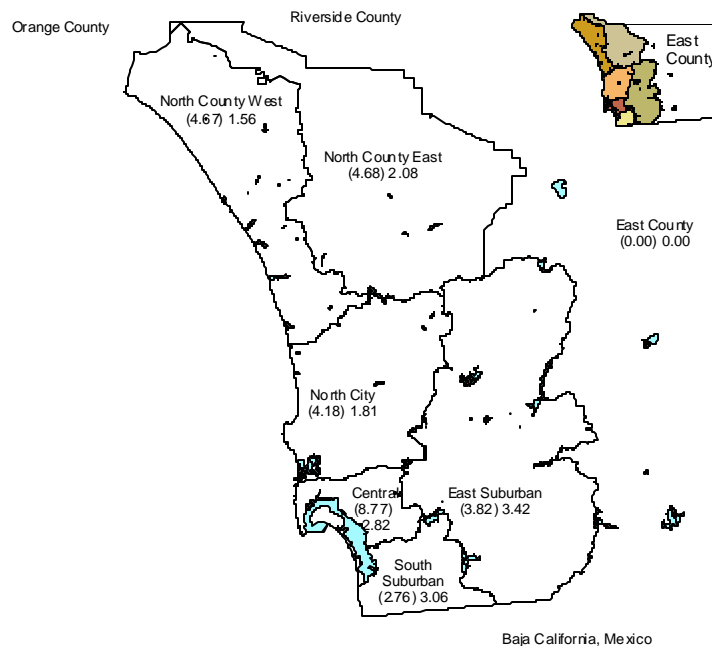 Riverside County
Orange County
East
County
North County West
(4.67) 1.56
North County East
(4.68) 2.08
East County
(0.00) 0.00
North City
(4.18) 1.81
Central
(8.77)
2.82
East Suburban
(3.82) 3.42
South
Suburban
(2.76) 3.06
Baja California, Mexico